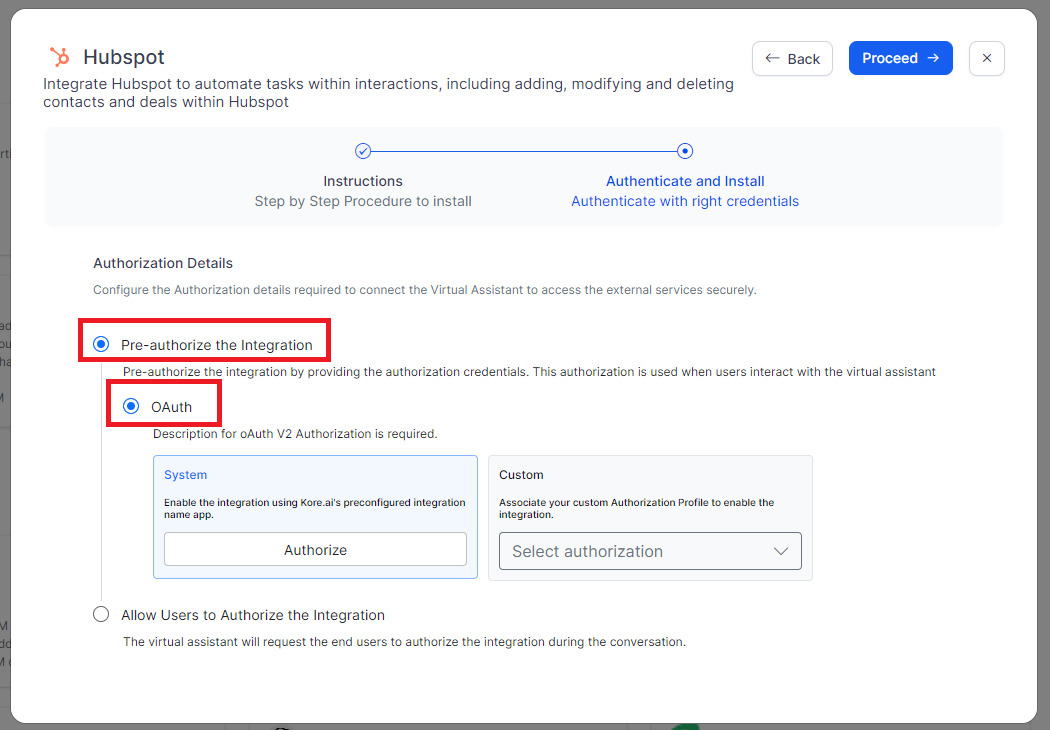 Hubspot
Back
Proceed
Integrate Hubspot to automate tasks within interactions, including adding, modifying and deleting
contacts and deals within Hubspot
Instructions
Step by Step Procedure to install
Authenticate and Install
Authenticate with right credentials
Authorization Details
Configure the Authorization details required to connect the Virtual Assistant to access the external services securely.
Pre-authorize the Integration
Pre-authorize the integration by providing the authorization credentials. This authorization is used when users interact with the virtual assistant
OAuth
Description for oAuth V2 Authorization is required.
System
Enable the integration using Kore.ai's preconfigured integration
name app.
Authorize
Custom
Associate your custom Authorization Profile to enable the
integration.
Select authorization
Allow Users to Authorize the Integration
The virtual assistant will request the end users to authorize the integration during the conversation.